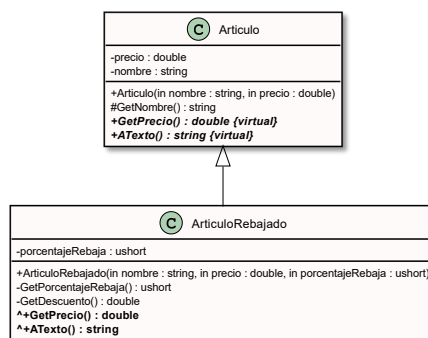 C Articulo
-precio : double
-nombre : string
+Articulo(in nombre : string, in precio : double)
#GetNombre() : string
+GetPrecio() : double {virtual}
+ATexto() : string {virtual}
C ArticuloRebajado
-porcentajeRebaja : ushort
+ArticuloRebajado(in nombre : string, in precio : double, in porcentajeRebaja : ushort)
-GetPorcentajeRebaja() : ushort
-GetDescuento() : double
^+GetPrecio() : double
^+ATexto() : string